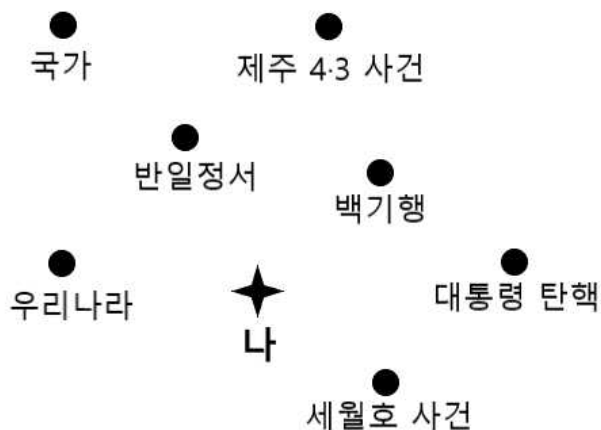 국가
제주 4·3 사건
반일정서
백기행
우리나라
대통령 탄핵
나
세월호 사건